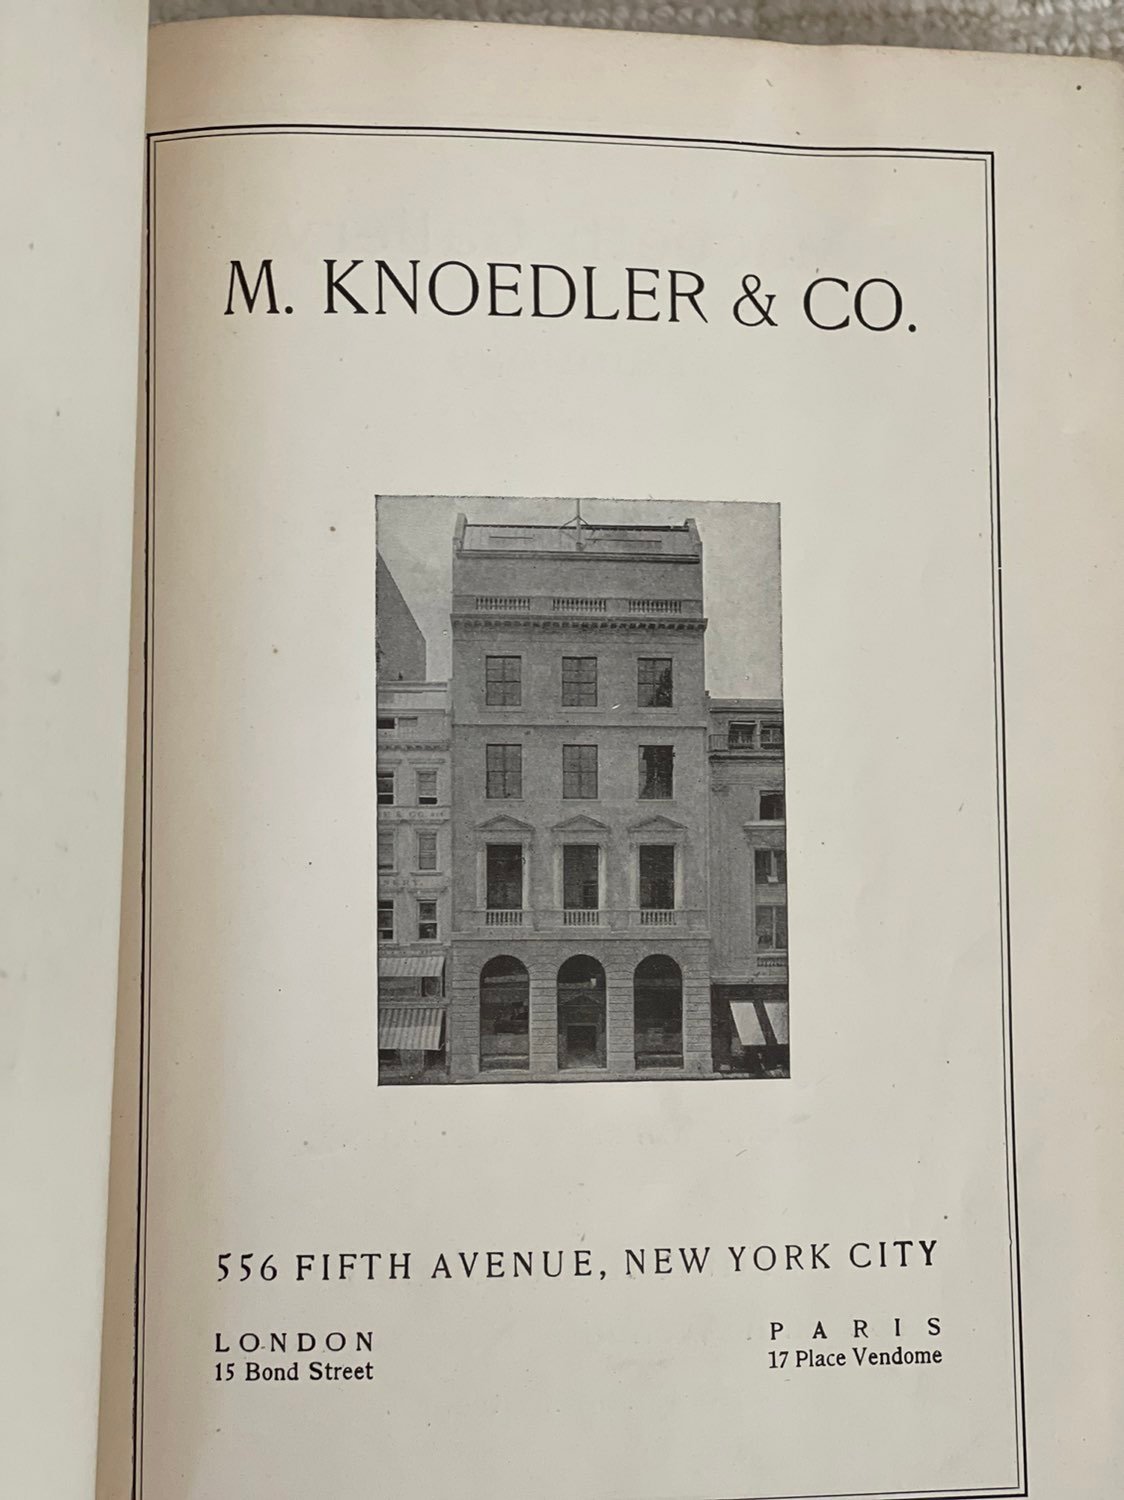 M. KNOEDLER & CO.
556 FIFTH AVENUE, NEW YORK CITY
LONDON
15 Bond Street
PARIS
17 Place Vendome